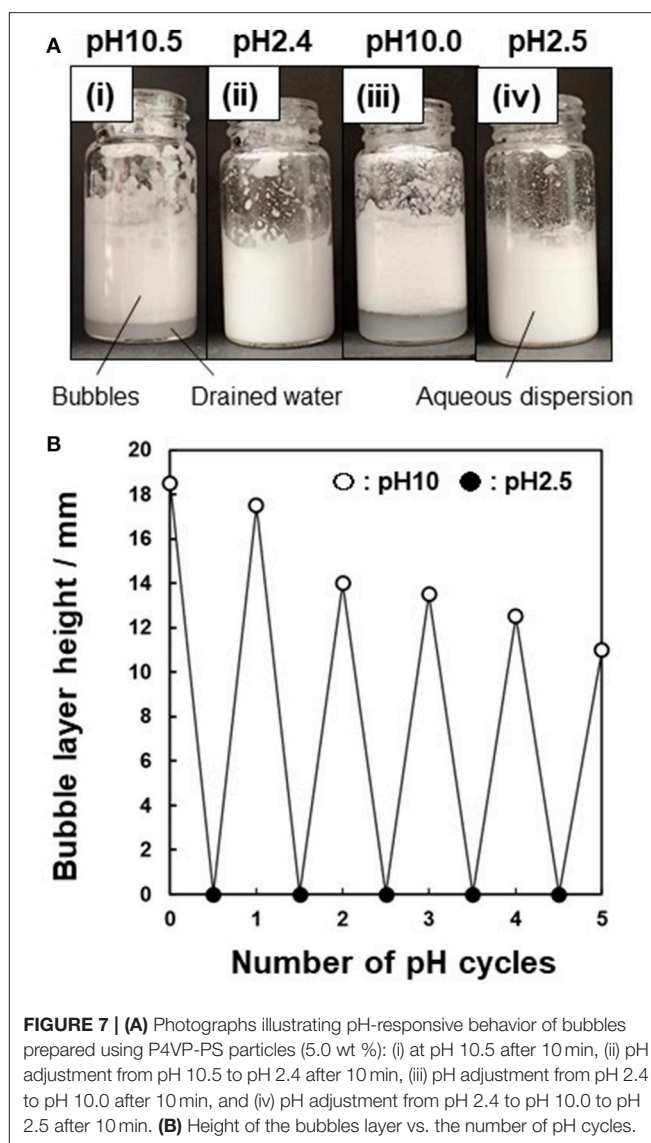 A
pH10.5 pH2.4 pH10.0 pH2.5
(i) (ii) (iii) (iv)
Bubbles Drained water Aqueous dispersion
B
Bubble layer height / mm
20
18
16
14
12
10
8
6
4
2
0
○ : pH10 ● : pH2.5
0 1 2 3 4 5
Number of pH cycles
FIGURE 7 | (A) Photographs illustrating pH-responsive behavior of bubbles
prepared using P4VP-PS particles (5.0 wt %): (i) at pH 10.5 after 10 min, (ii) pH
adjustment from pH 10.5 to pH 2.4 after 10 min, (iii) pH adjustment from pH 2.4
to pH 10.0 after 10 min, and (iv) pH adjustment from pH 2.4 to pH 10.0 to pH
2.5 after 10 min. (B) Height of the bubbles layer vs. the number of pH cycles.